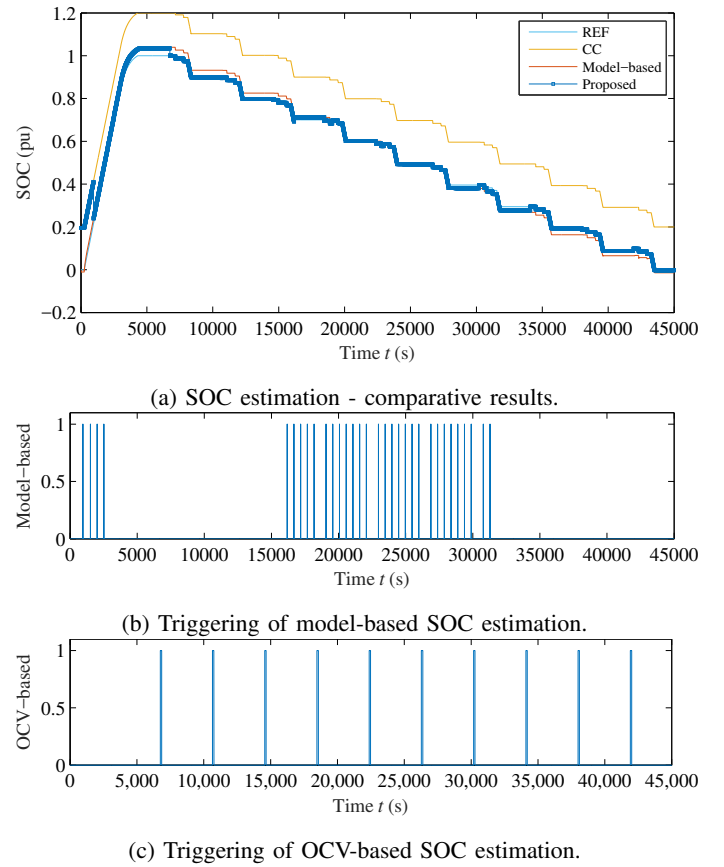 1.2
1
0.8
0.6
0.4
0.2
0
−0.2
SOC (pu)
REF
CC
Model−based
Proposed
0 5000 10000 15000 20000 25000 30000 35000 40,000 45,000
Time t (s)
(a) SOC estimation - comparative results.
1
0.5
0
Model−based
0 5000 10000 15000 20000 25000 30000 35000 40000 45000
Time t (s)
(b) Triggering of model-based SOC estimation.
1
0.5
0
OCV−based
5,000 10,000 15,000 20,000 25,000 30,000 35,000 40,000 45,000
Time t (s)
(c) Triggering of OCV-based SOC estimation.